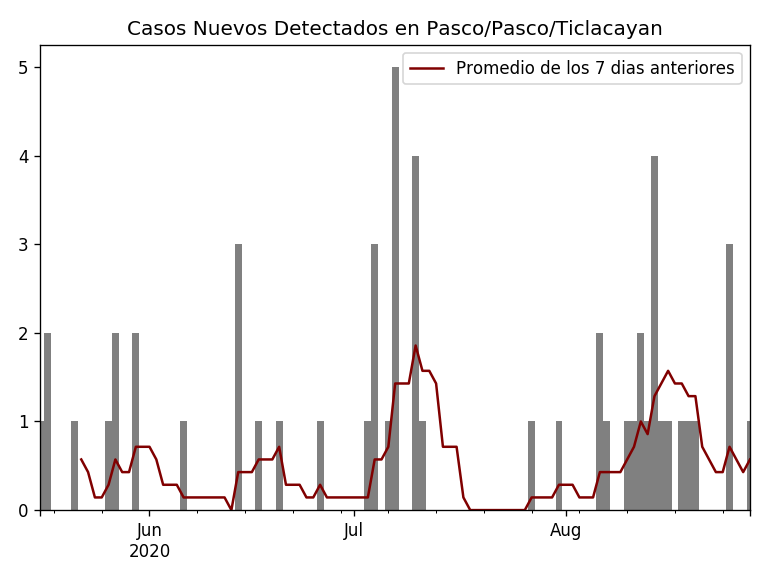 Casos Nuevos Detectados en Pasco/Pasco/Ticlacayan
Promedio de los 7 dias anteriores
5
4
3
2
1
0
Jun
2020
Jul
Aug